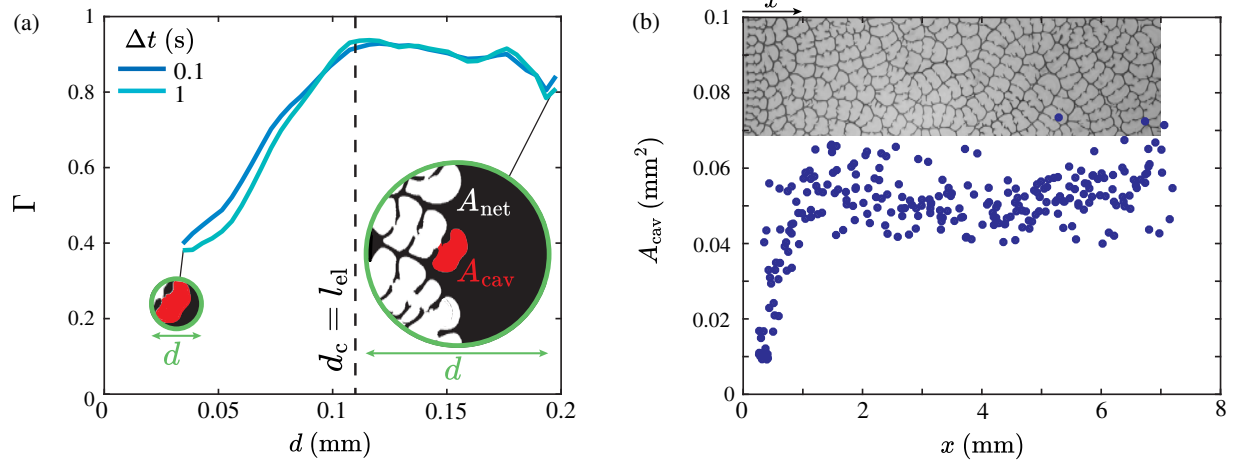 (a)
1
0.8
0.6
0.4
0.2
0
Γ
Δt (s)
0.1
1
A_net
A_cav
d
d
d_c = l_el
0
0.05
0.1
0.15
0.2
d (mm)
(b)
x
0.1
0.08
0.06
0.04
0.02
0
A_cav (mm²)
0
2
4
6
8
x (mm)